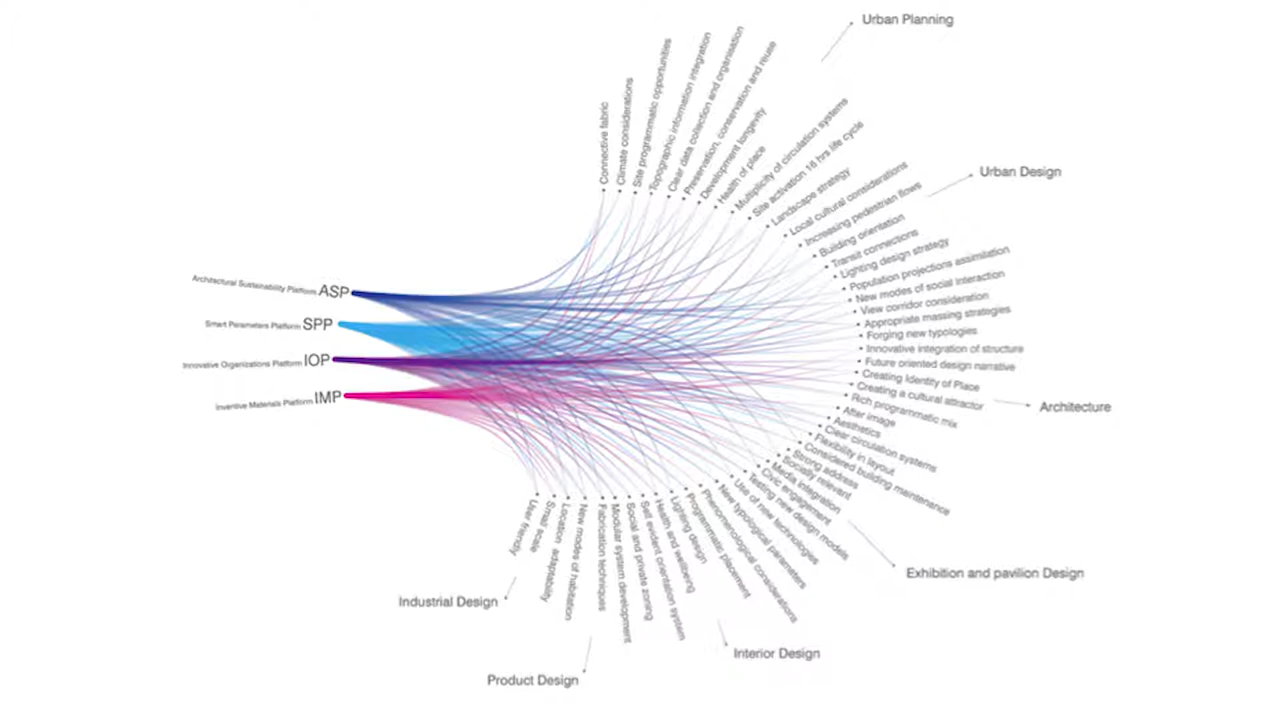 Urban Planning
Connective fabric
Climate considerations
Site programmatic opportunities
Topographic information integration
Clear data collection and organisation
Preservation, conservation and reuse
Development longevity
Health of place
Multiplicity of circulation systems
Site activation 18 hrs life cycle
Landscape strategy
Local cultural considerations
Increasing pedestrian flows
Building orientation
Transit connections
Lighting design strategy
Population projections assimilation
New modes of social interaction
View corridor consideration
Appropriate massing strategies
Forging new typologies
Innovative integration of structure
Future oriented design narrative
Creating Identity of Place
Creating a cultural attractor
Rich programmatic mix
After image
Aesthetics
Clear circulation systems
Flexibility in layout
Considered building maintenance
Strong address
Socially relevant
Media integration
Civic engagement
Testing new design models
Use of new technologies
New typological parameters
Phenomenological considerations
Programmatic placement
Lighting design
Health and wellbeing
Self evident orientation system
Social and private zoning
Modular system development
Fabrication techniques
New modes of habitation
Location adaptability
Small scale
User friendly
Urban Design
Architecture
Exhibition and pavilion Design
Interior Design
Product Design
Industrial Design
Architectural Sustainability Platform ASP
Smart Parameters Platform SPP
Innovative Organizations Platform IOP
Inventive Materials Platform IMP